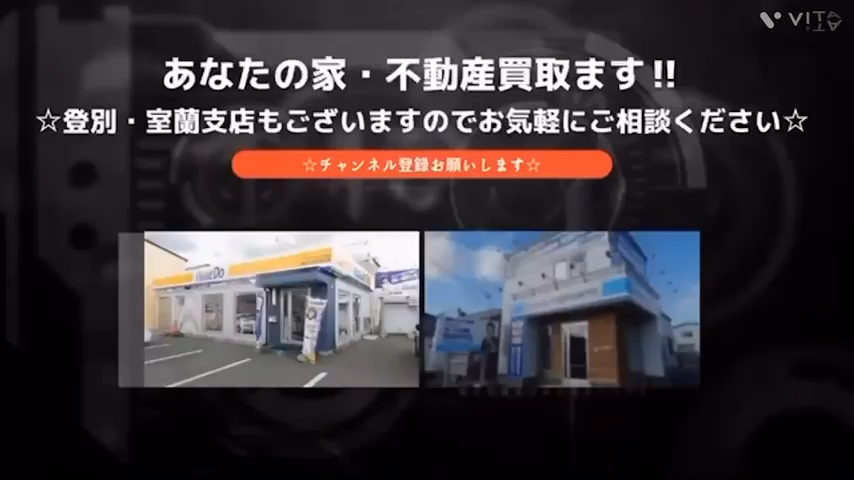 VITA
あなたの家・不動産買取ます!!
☆登別・室蘭支店もございますのでお気軽にご相談ください☆
☆チャンネル登録お願いします☆
HouseDo